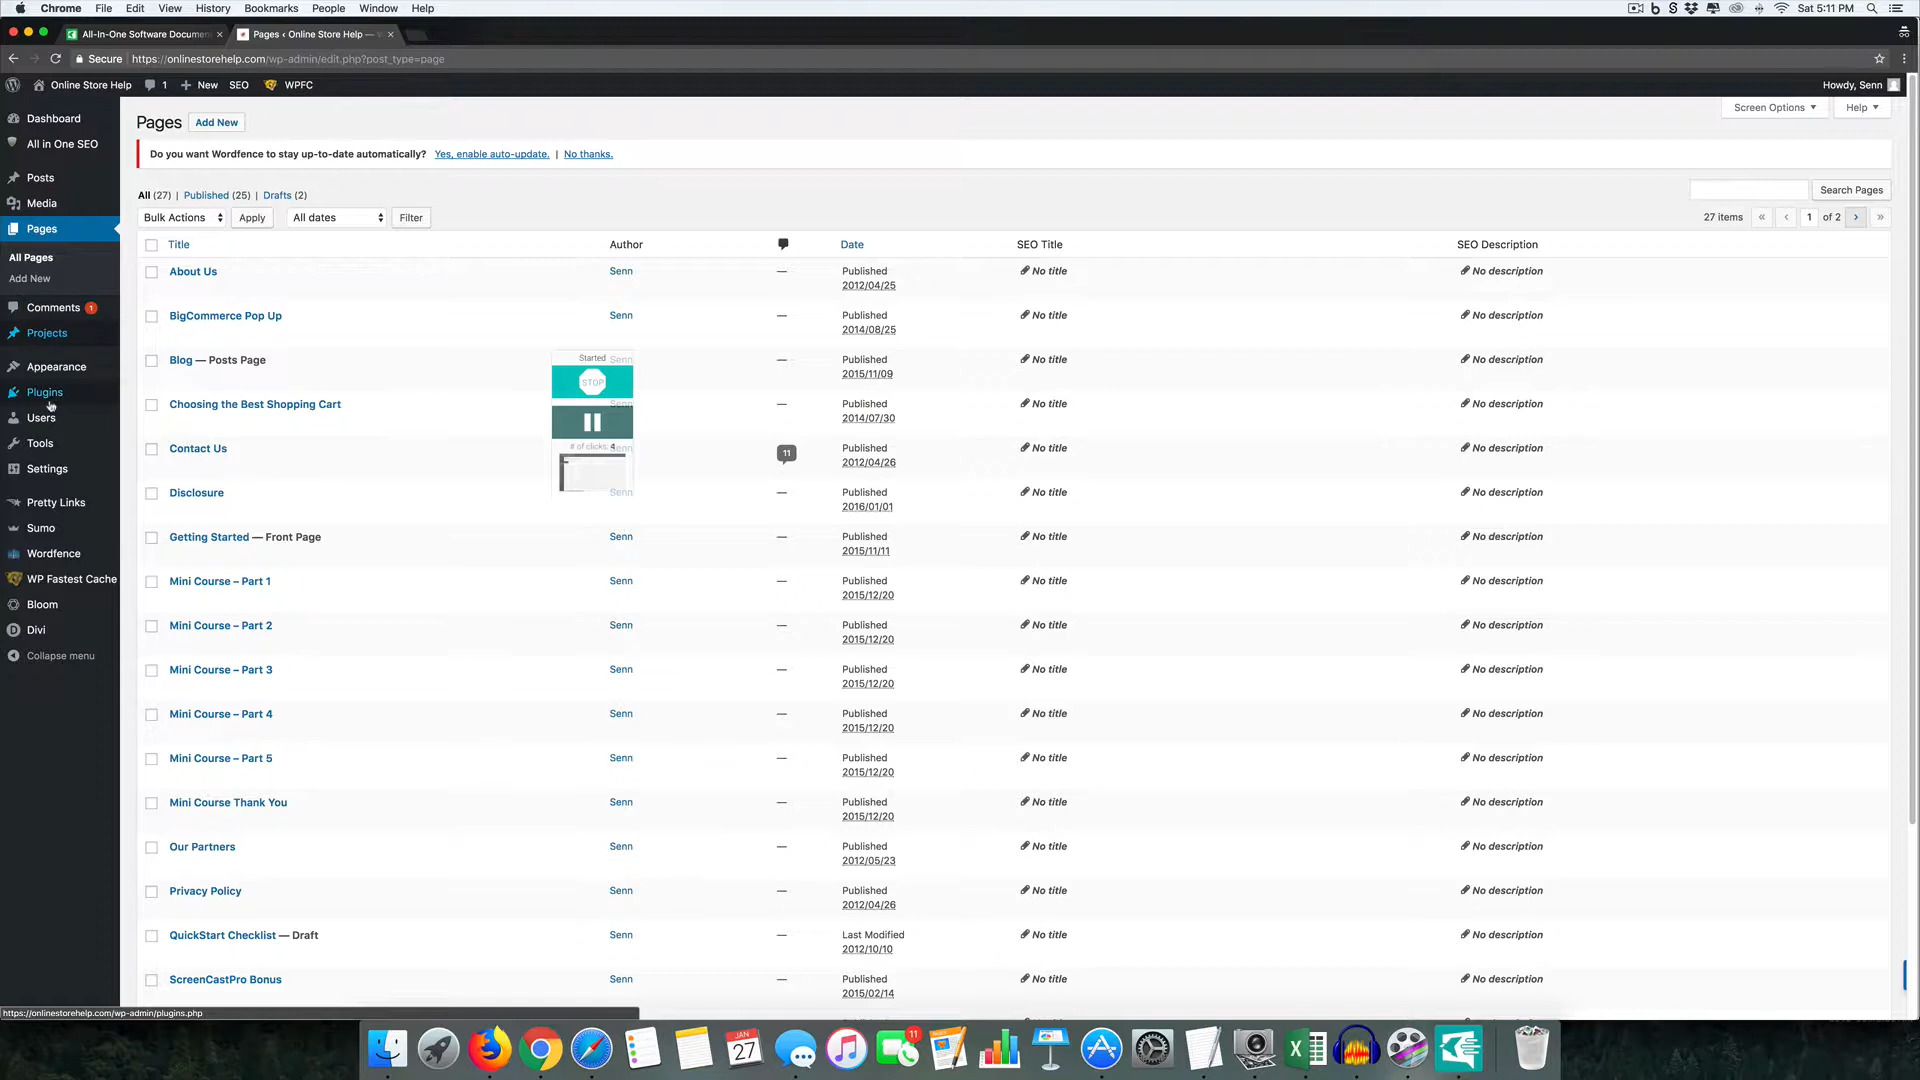 Chrome File Edit View History Bookmarks People Window Help Sat 5:11 PM
All-In-One Software Documen × Pages ‹ Online Store Help — ×
Secure https://onlinestorehelp.com/wp-admin/edit.php?post_type=page
Online Store Help 1 New SEO WPFC Howdy, Senn
Dashboard
All in One SEO
Posts
Media
Pages
All Pages
Add New
Comments 1
Projects
Appearance
Plugins
Users
Tools
Settings
Pretty Links
Sumo
Wordfence
WP Fastest Cache
Bloom
Divi
Collapse menu
Screen Options Help
Pages Add New
Do you want Wordfence to stay up-to-date automatically? Yes, enable auto-update. | No thanks.
All (27) | Published (25) | Drafts (2)
Search Pages
Bulk Actions Apply All dates Filter
27 items « ‹ 1 of 2 › »
Title Author Date SEO Title SEO Description
About Us Senn — Published No title No description
2012/04/25
BigCommerce Pop Up Senn — Published No title No description
2014/08/25
Blog — Posts Page Senn — Published No title No description
2015/11/09
Choosing the Best Shopping Cart Senn — Published No title No description
2014/07/30
Contact Us Senn 11 Published No title No description
2012/04/26
Disclosure Senn — Published No title No description
2016/01/01
Getting Started — Front Page Senn — Published No title No description
2015/11/11
Mini Course – Part 1 Senn — Published No title No description
2015/12/20
Mini Course – Part 2 Senn — Published No title No description
2015/12/20
Mini Course – Part 3 Senn — Published No title No description
2015/12/20
Mini Course – Part 4 Senn — Published No title No description
2015/12/20
Mini Course – Part 5 Senn — Published No title No description
2015/12/20
Mini Course Thank You Senn — Published No title No description
2015/12/20
Our Partners Senn — Published No title No description
2012/05/23
Privacy Policy Senn — Published No title No description
2012/04/26
QuickStart Checklist — Draft Senn — Last Modified No title No description
2012/10/10
ScreenCastPro Bonus Senn — Published No title No description
2015/02/14
Started
STOP
# of clicks: 4
https://onlinestorehelp.com/wp-admin/plugins.php
JAN
27
11